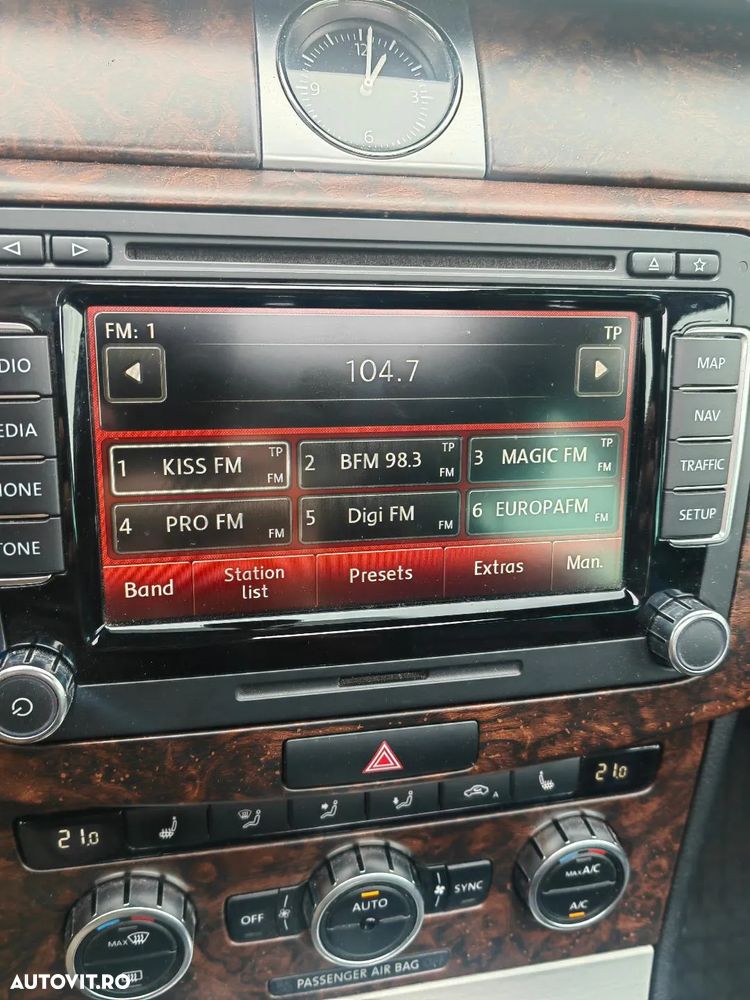 12
9
3
6
FM: 1
TP
104.7
1 KISS FM TP FM
2 BFM 98.3 TP FM
3 MAGIC FM TP FM
4 PRO FM FM
5 Digi FM FM
6 EUROPAFM FM
Band
Station list
Presets
Extras
Man.
DIO
EDIA
HONE
TONE
MAP
NAV
TRAFFIC
SETUP
21.0
A
21.0
MAX
OFF
AUTO
SYNC
MAX A/C
A/C
PASSENGER AIR BAG
AUTOVIT.RO